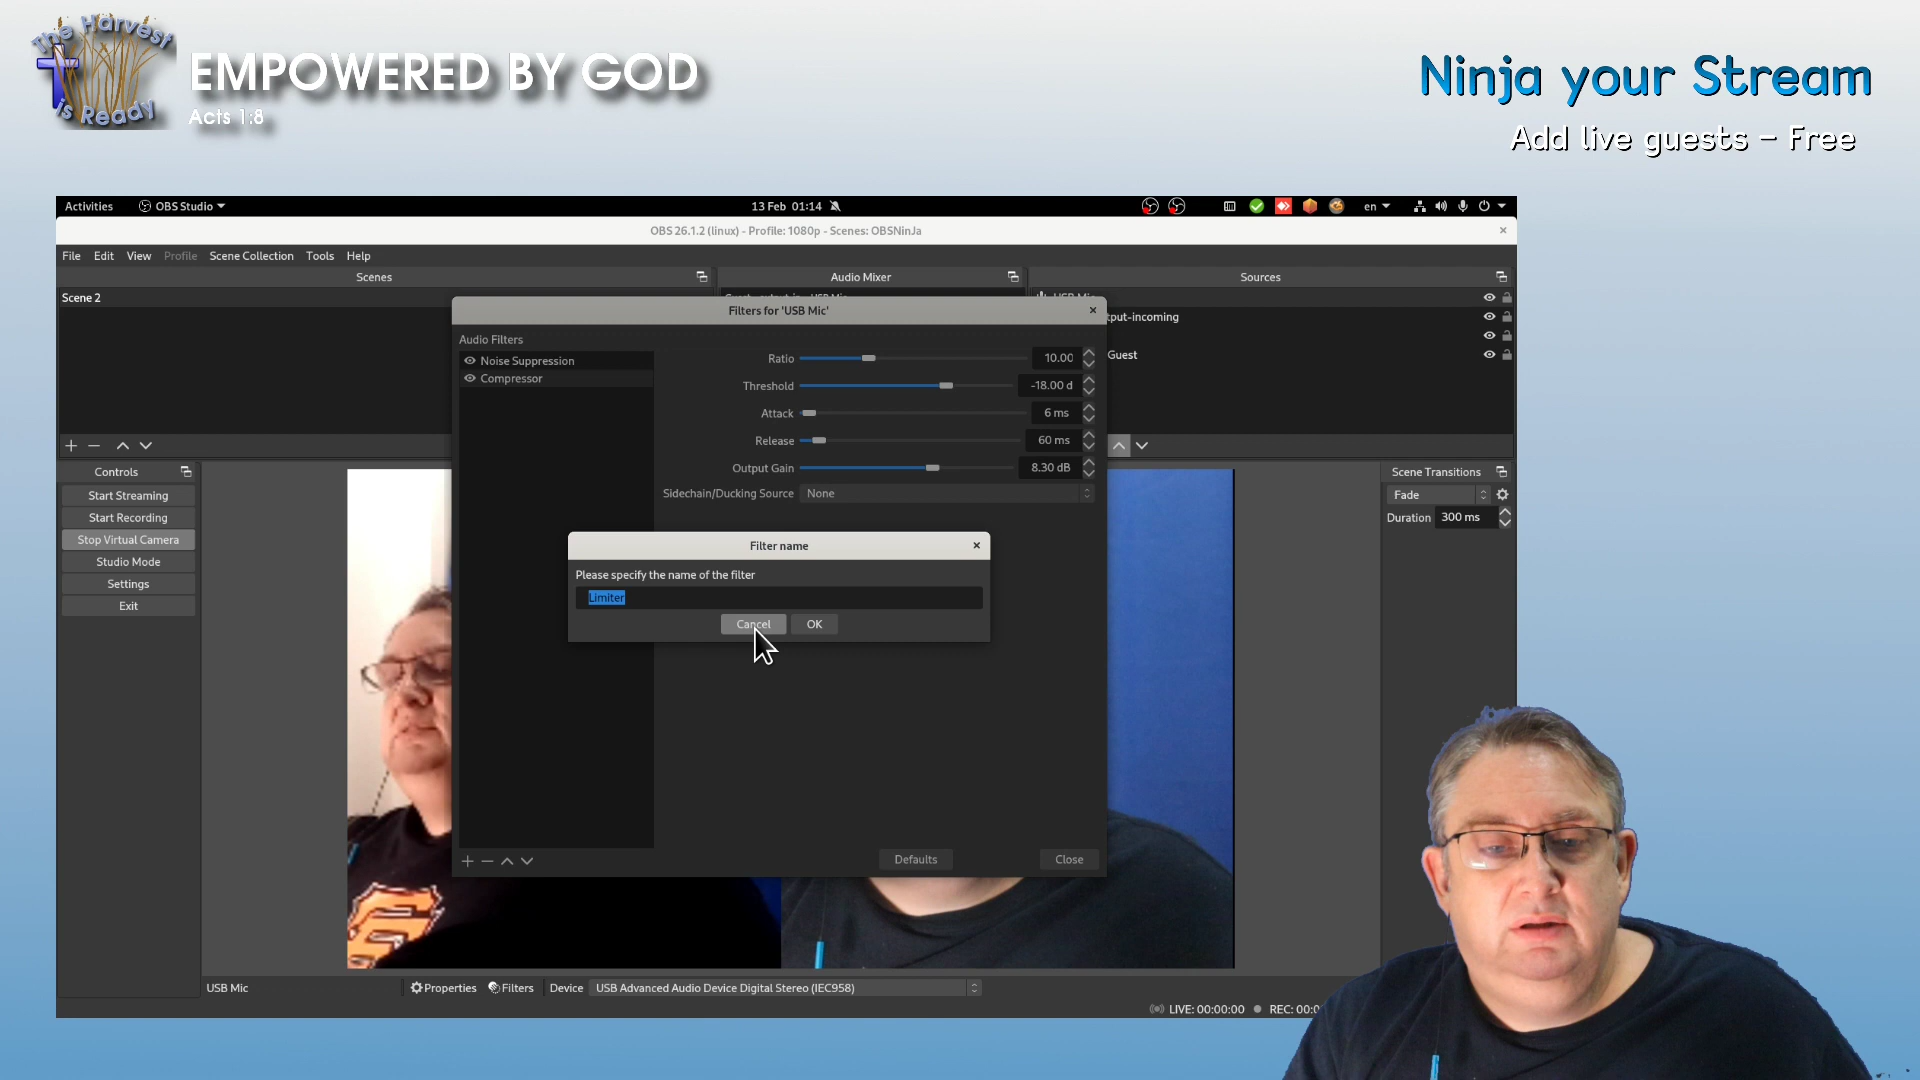 The Harvest
is Ready
EMPOWERED BY GOD
Acts 1:8
Ninja your Stream
Add live guests – Free
Activities
OBS Studio
13 Feb 01:14
en
OBS 26.1.2 (linux) - Profile: 1080p - Scenes: OBSNinJa
File Edit View Profile Scene Collection Tools Help
Scenes
Audio Mixer
Sources
Scene 2
Filters for 'USB Mic'
tput-incoming
Guest
Audio Filters
Noise Suppression
Compressor
Ratio 10.00
Threshold -18.00 d
Attack 6 ms
Release 60 ms
Output Gain 8.30 dB
Sidechain/Ducking Source None
Filter name
Please specify the name of the filter
Limiter
Cancel OK
Defaults Close
Controls
Start Streaming
Start Recording
Stop Virtual Camera
Studio Mode
Settings
Exit
Scene Transitions
Fade
Duration 300 ms
USB Mic
Properties
Filters
Device USB Advanced Audio Device Digital Stereo (IEC958)
LIVE: 00:00:00
REC: 00:0